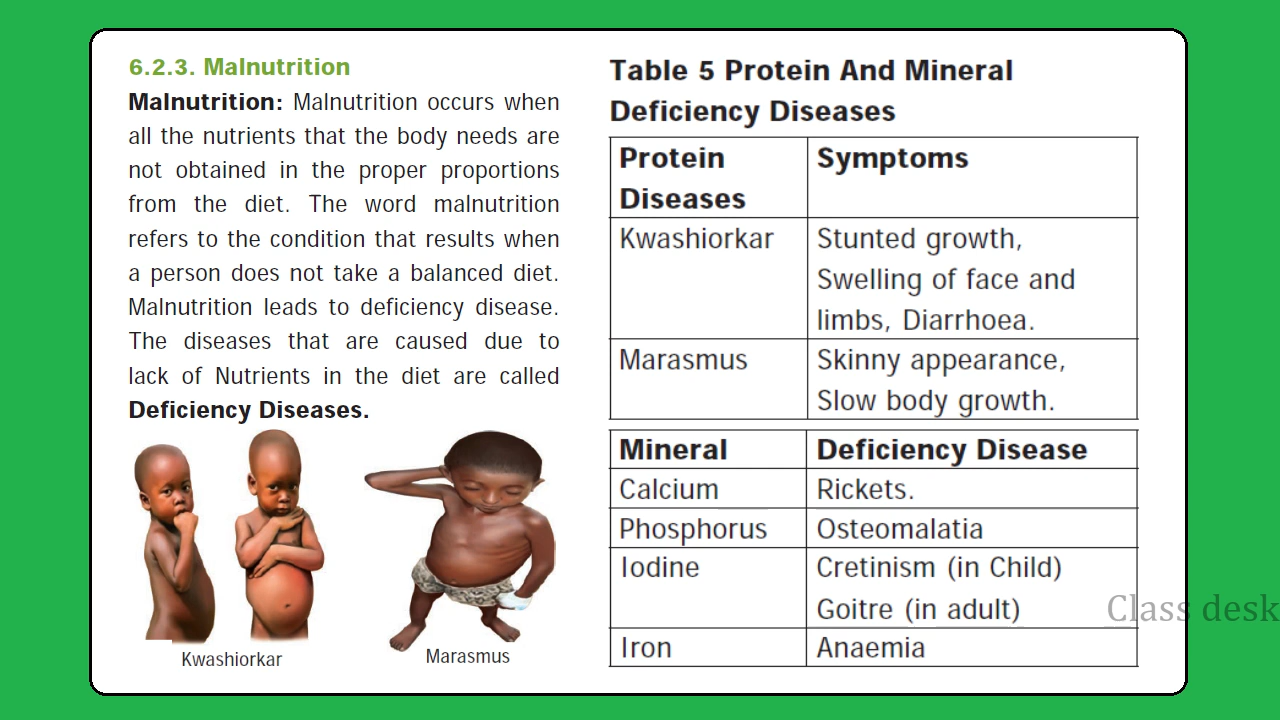 6.2.3. Malnutrition
Malnutrition: Malnutrition occurs when
all the nutrients that the body needs are
not obtained in the proper proportions
from the diet. The word malnutrition
refers to the condition that results when
a person does not take a balanced diet.
Malnutrition leads to deficiency disease.
The diseases that are caused due to
lack of Nutrients in the diet are called
Deficiency Diseases.
Kwashiorkar
Marasmus
Table 5 Protein And Mineral
Deficiency Diseases
Protein
Diseases
Symptoms
Kwashiorkar
Stunted growth,
Swelling of face and
limbs, Diarrhoea.
Marasmus
Skinny appearance,
Slow body growth.
Mineral
Deficiency Disease
Calcium
Rickets.
Phosphorus
Osteomalatia
Iodine
Cretinism (in Child)
Goitre (in adult)
Iron
Anaemia
Class desk